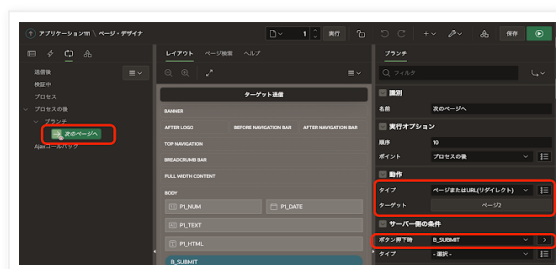 アプリケーション111 \ ページ・デザイナ
1
実行
保存
送信後
検証中
プロセス
プロセスの後
ブランチ
次のページへ
Ajaxコールバック
レイアウト
ページ検索
ヘルプ
ターゲット送信
BANNER
AFTER LOGO
BEFORE NAVIGATION BAR
AFTER NAVIGATION BAR
TOP NAVIGATION
BREADCRUMB BAR
FULL WIDTH CONTENT
BODY
P1_NUM
P1_DATE
P1_TEXT
P1_HTML
B_SUBMIT
ブランチ
フィルタ
識別
名前 次のページへ
実行オプション
順序 10
ポイント プロセスの後
動作
タイプ ページまたはURL(リダイレクト)
ターゲット ページ2
サーバー側の条件
ボタン押下時 B_SUBMIT
タイプ - 選択 -